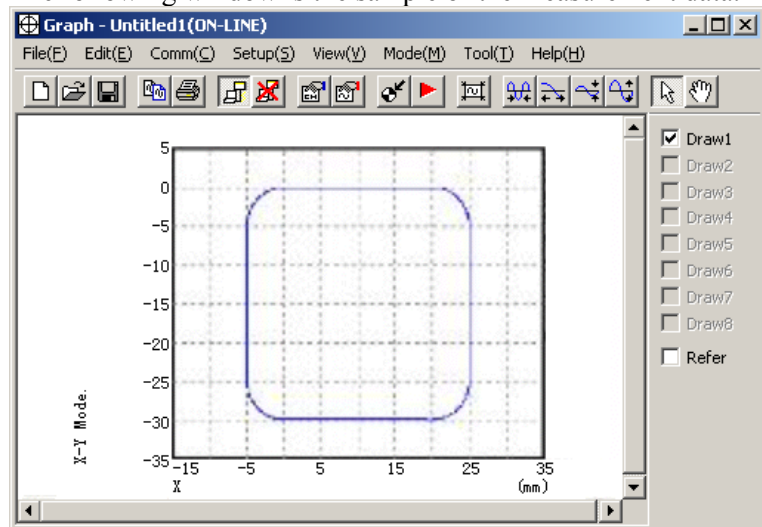 Graph - Untitled1(ON-LINE)
File(F) Edit(E) Comm(C) Setup(S) View(V) Mode(M) Tool(T) Help(H)
5
0
-5
-10
-15
-20
-25
-30
-35
-15 -5 5 15 25 35
X (mm)
X-Y Mode.
Draw1
Draw2
Draw3
Draw4
Draw5
Draw6
Draw7
Draw8
Refer